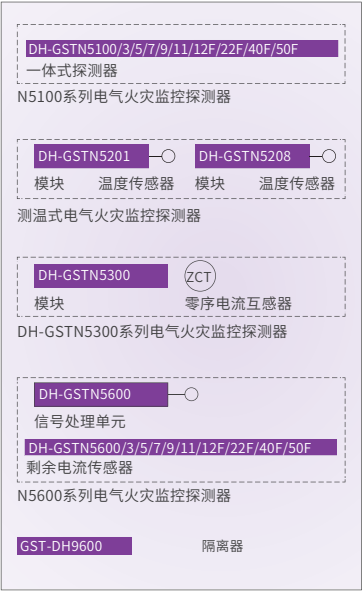 DH-GSTN5100/3/5/7/9/11/12F/22F/40F/50F
一体式探测器
N5100系列电气火灾监控探测器
DH-GSTN5201 DH-GSTN5208
模块 温度传感器 模块 温度传感器
测温式电气火灾监控探测器
DH-GSTN5300 ZCT
模块 零序电流互感器
DH-GSTN5300系列电气火灾监控探测器
DH-GSTN5600
信号处理单元
DH-GSTN5600/3/5/7/9/11/12F/22F/40F/50F
剩余电流传感器
N5600系列电气火灾监控探测器
GST-DH9600 隔离器